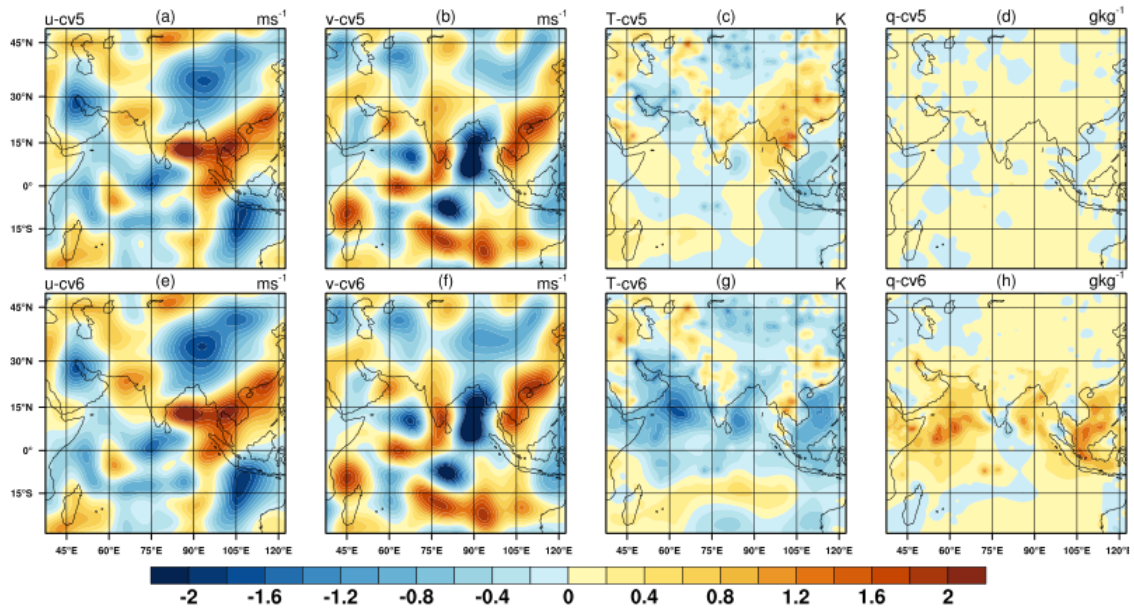 u-cv5 (a) ms⁻¹ v-cv5 (b) ms⁻¹ T-cv5 (c) K q-cv5 (d) gkg⁻¹
45°N
30°N
15°N
0°
15°S
u-cv6 (e) ms⁻¹ v-cv6 (f) ms⁻¹ T-cv6 (g) K q-cv6 (h) gkg⁻¹
45°N
30°N
15°N
0°
15°S
45°E 60°E 75°E 90°E 105°E 120°E 45°E 60°E 75°E 90°E 105°E 120°E 45°E 60°E 75°E 90°E 105°E 120°E 45°E 60°E 75°E 90°E 105°E 120°E
-2 -1.6 -1.2 -0.8 -0.4 0 0.4 0.8 1.2 1.6 2